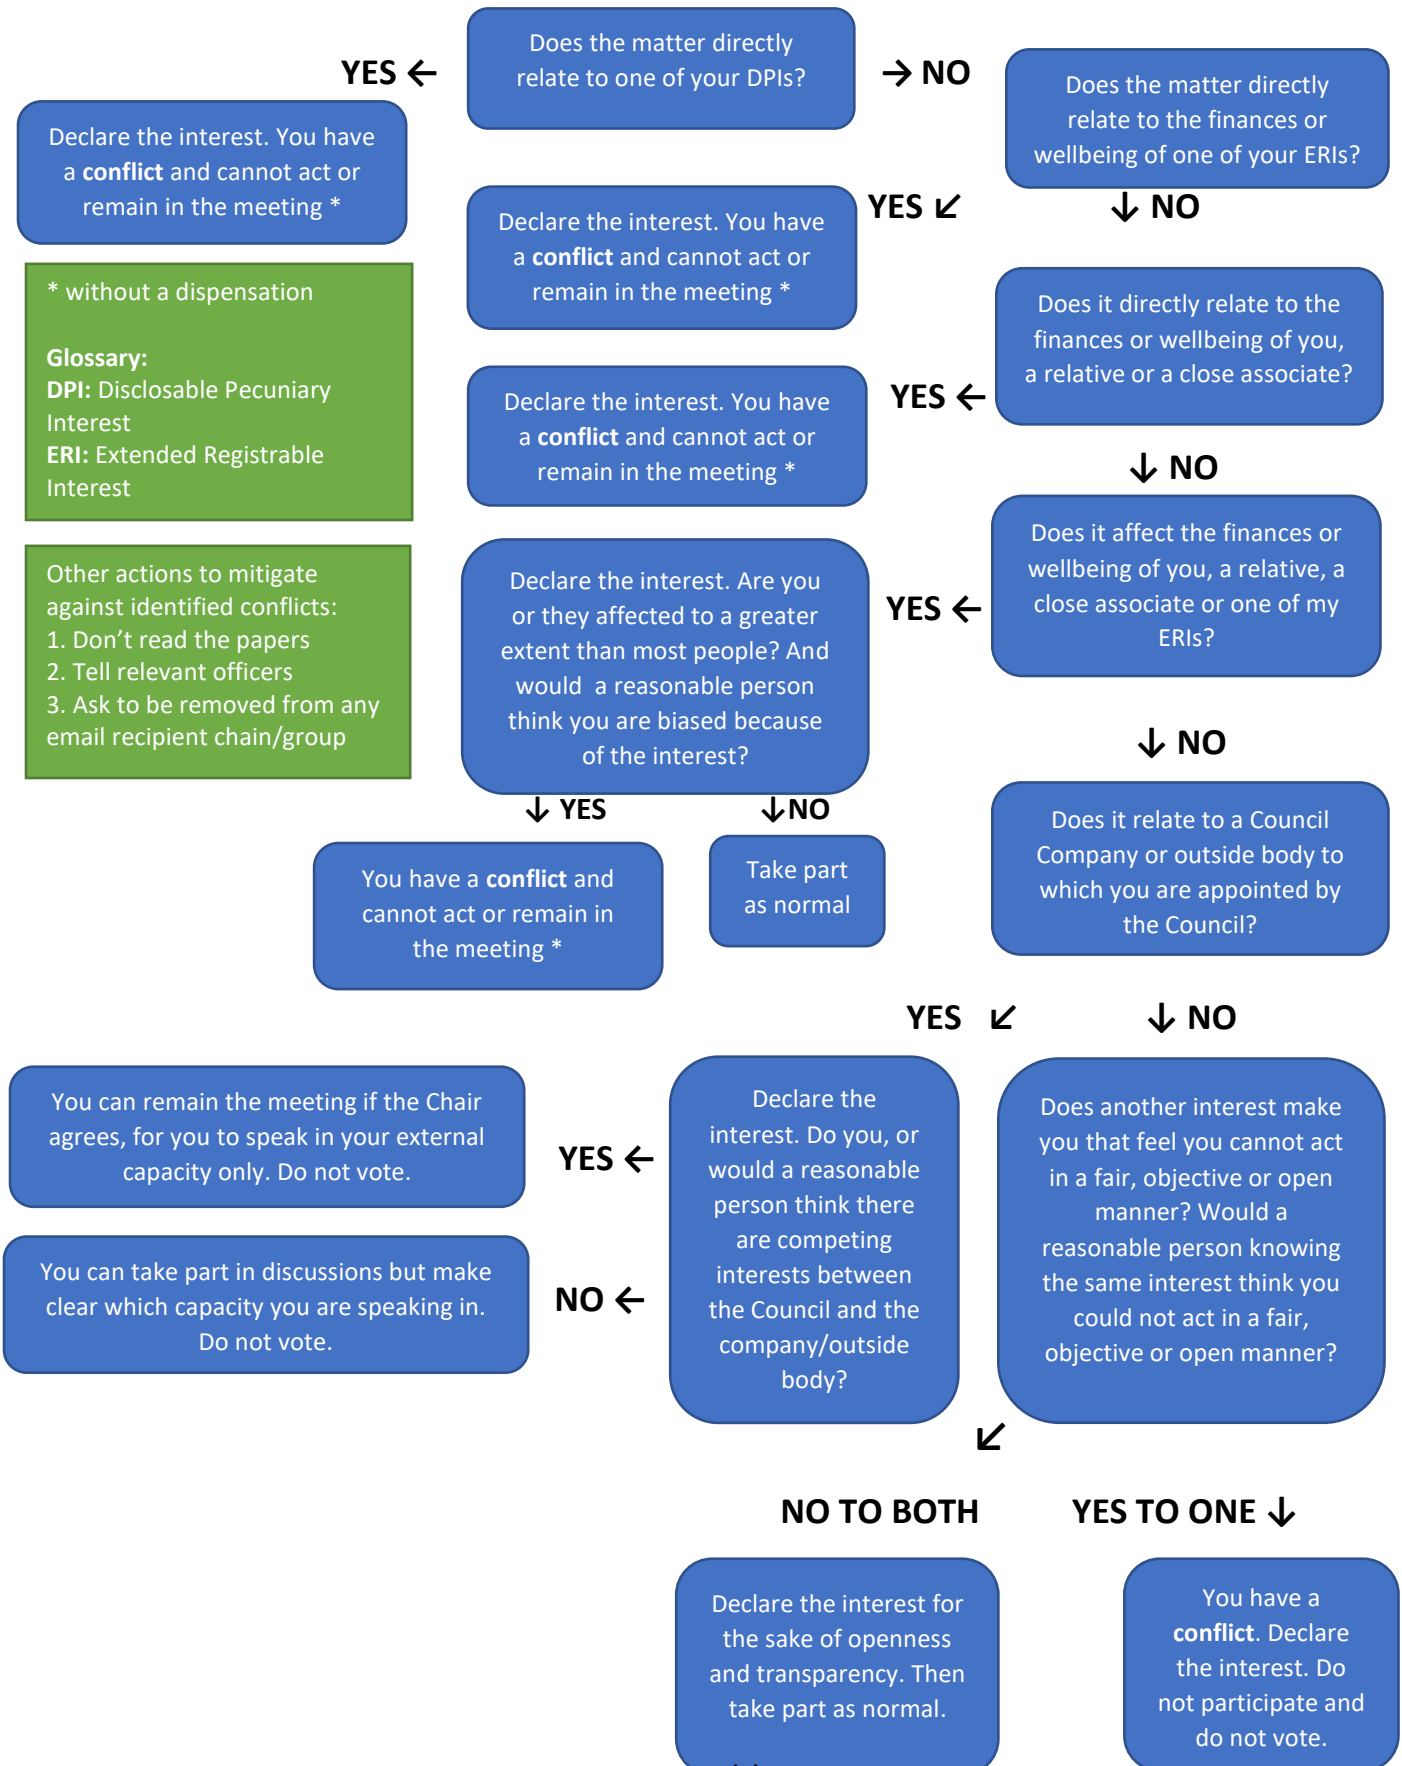 Does the matter directly
relate to one of your DPIs?
YES ←
→ NO
Declare the interest. You have
a conflict and cannot act or
remain in the meeting *
Does the matter directly
relate to the finances or
wellbeing of one of your ERIs?
YES ↙
↓ NO
Declare the interest. You have
a conflict and cannot act or
remain in the meeting *
* without a dispensation
Glossary:
DPI: Disclosable Pecuniary
Interest
ERI: Extended Registrable
Interest
Does it directly relate to the
finances or wellbeing of you,
a relative or a close associate?
YES ←
↓ NO
Declare the interest. You have
a conflict and cannot act or
remain in the meeting *
Does it affect the finances or
wellbeing of you, a relative, a
close associate or one of my
ERIs?
YES ←
↓ NO
Declare the interest. Are you
or they affected to a greater
extent than most people? And
would  a reasonable person
think you are biased because
of the interest?
Other actions to mitigate
against identified conflicts:
1. Don’t read the papers
2. Tell relevant officers
3. Ask to be removed from any
email recipient chain/group
↓ YES
↓NO
You have a conflict and
cannot act or remain in
the meeting *
Take part
as normal
Does it relate to a Council
Company or outside body to
which you are appointed by
the Council?
YES ↙
↓ NO
Declare the
interest. Do you, or
would a reasonable
person think there
are competing
interests between
the Council and the
company/outside
body?
YES ←
You can remain the meeting if the Chair
agrees, for you to speak in your external
capacity only. Do not vote.
NO ←
You can take part in discussions but make
clear which capacity you are speaking in.
Do not vote.
Does another interest make
you that feel you cannot act
in a fair, objective or open
manner? Would a
reasonable person knowing
the same interest think you
could not act in a fair,
objective or open manner?
↙
NO TO BOTH
YES TO ONE ↓
Declare the interest for
the sake of openness
and transparency. Then
take part as normal.
You have a
conflict. Declare
the interest. Do
not participate and
do not vote.